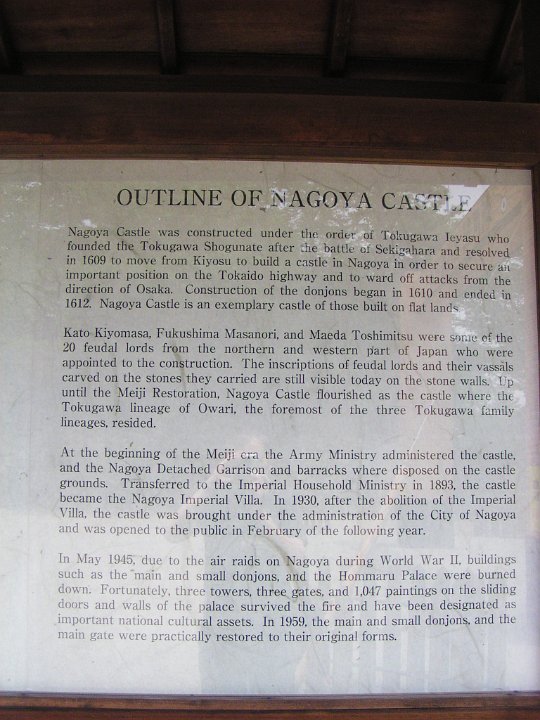 OUTLINE OF NAGOYA CASTLE
Nagoya Castle was constructed under the order of Tokugawa Ieyasu who
founded the Tokugawa Shogunate after the battle of Sekigahara and resolved
in 1609 to move from Kiyosu to build a castle in Nagoya in order to secure an
important position on the Tokaido highway and to ward off attacks from the
direction of Osaka. Construction of the donjons began in 1610 and ended in
1612. Nagoya Castle is an exemplary castle of those built on flat lands.
Kato Kiyomasa, Fukushima Masanori, and Maeda Toshimitsu were some of the
20 feudal lords from the northern and western part of Japan who were
appointed to the construction. The inscriptions of feudal lords and their vassals
carved on the stones they carried are still visible today on the stone walls. Up
until the Meiji Restoration, Nagoya Castle flourished as the castle where the
Tokugawa lineage of Owari, the foremost of the three Tokugawa family
lineages, resided.
At the beginning of the Meiji era the Army Ministry administered the castle,
and the Nagoya Detached Garrison and barracks where disposed on the castle
grounds. Transferred to the Imperial Household Ministry in 1893, the castle
became the Nagoya Imperial Villa. In 1930, after the abolition of the Imperial
Villa, the castle was brought under the administration of the City of Nagoya
and was opened to the public in February of the following year.
In May 1945, due to the air raids on Nagoya during World War II, buildings
such as the main and small donjons, and the Hommaru Palace were burned
down. Fortunately, three towers, three gates, and 1,047 paintings on the sliding
doors and walls of the palace survived the fire and have been designated as
important national cultural assets. In 1959, the main and small donjons, and the
main gate were practically restored to their original forms.